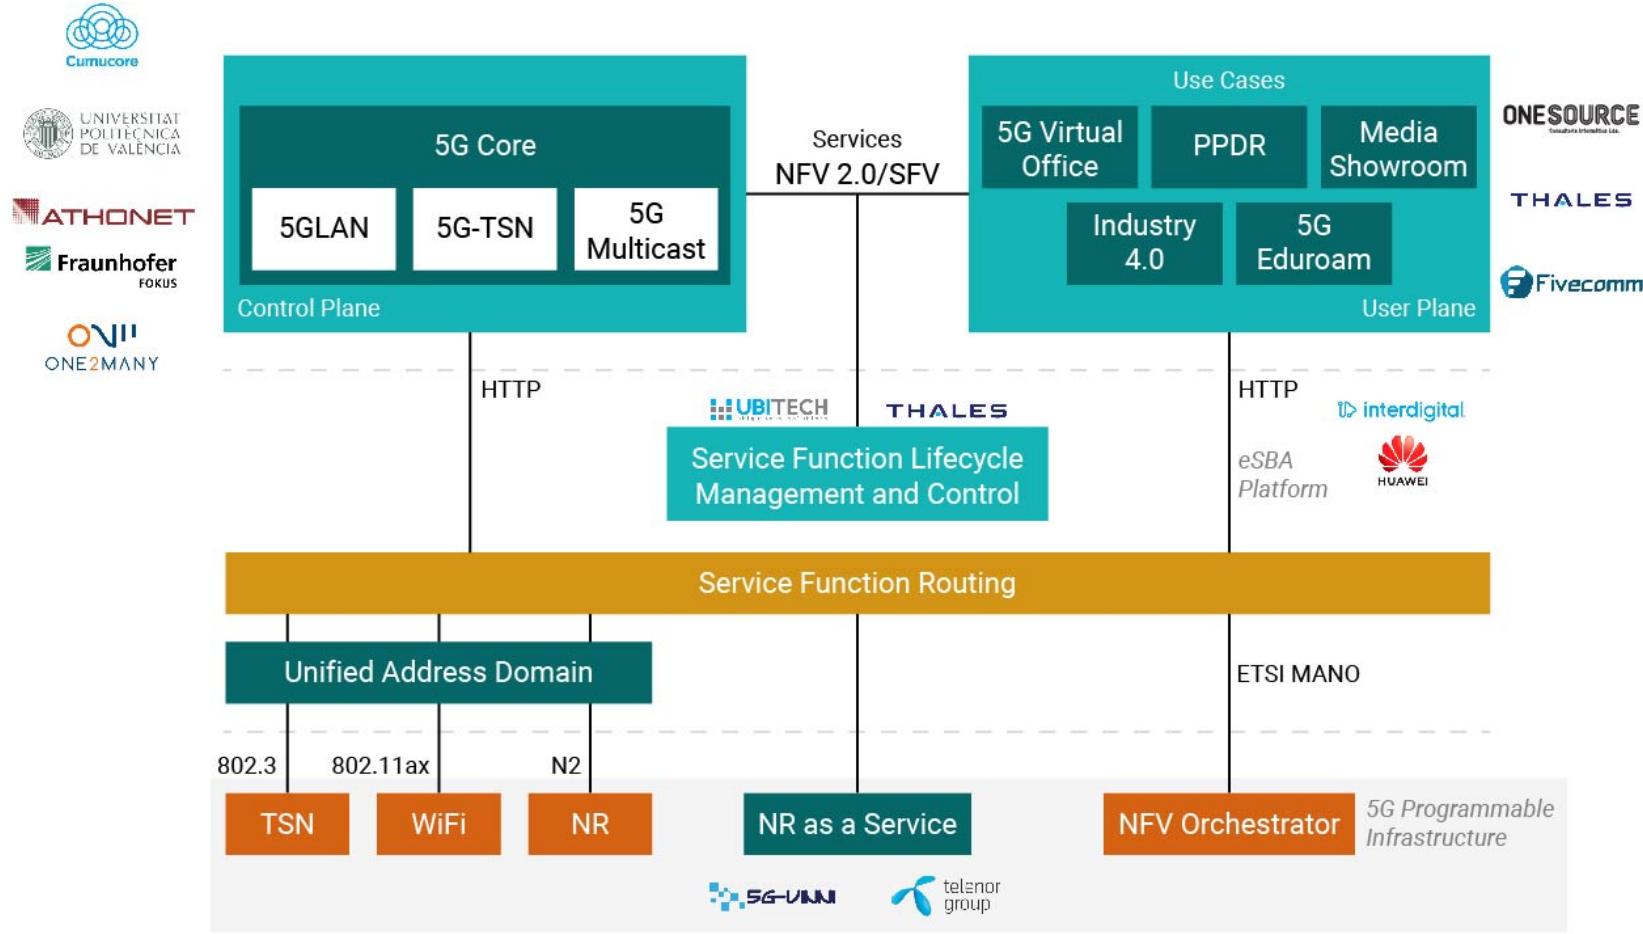 Cumucore
UNIVERSITAT
POLITÈCNICA
DE VALÈNCIA
ATHONET
Fraunhofer
FOKUS
ONE2MANY
5G Core
5GLAN
5G-TSN
5G
Multicast
Control Plane
Services
NFV 2.0/SFV
Use Cases
5G Virtual
Office
PPDR
Media
Showroom
Industry
4.0
5G
Eduroam
User Plane
ONESOURCE
THALES
Fivecomm
HTTP
UBITECH
THALES
HTTP
interdigital
eSBA
Platform
HUAWEI
Service Function Lifecycle
Management and Control
Service Function Routing
Unified Address Domain
ETSI MANO
802.3
802.11ax
N2
TSN
WiFi
NR
NR as a Service
NFV Orchestrator
5G Programmable
Infrastructure
5G-VINNI
telenor
group